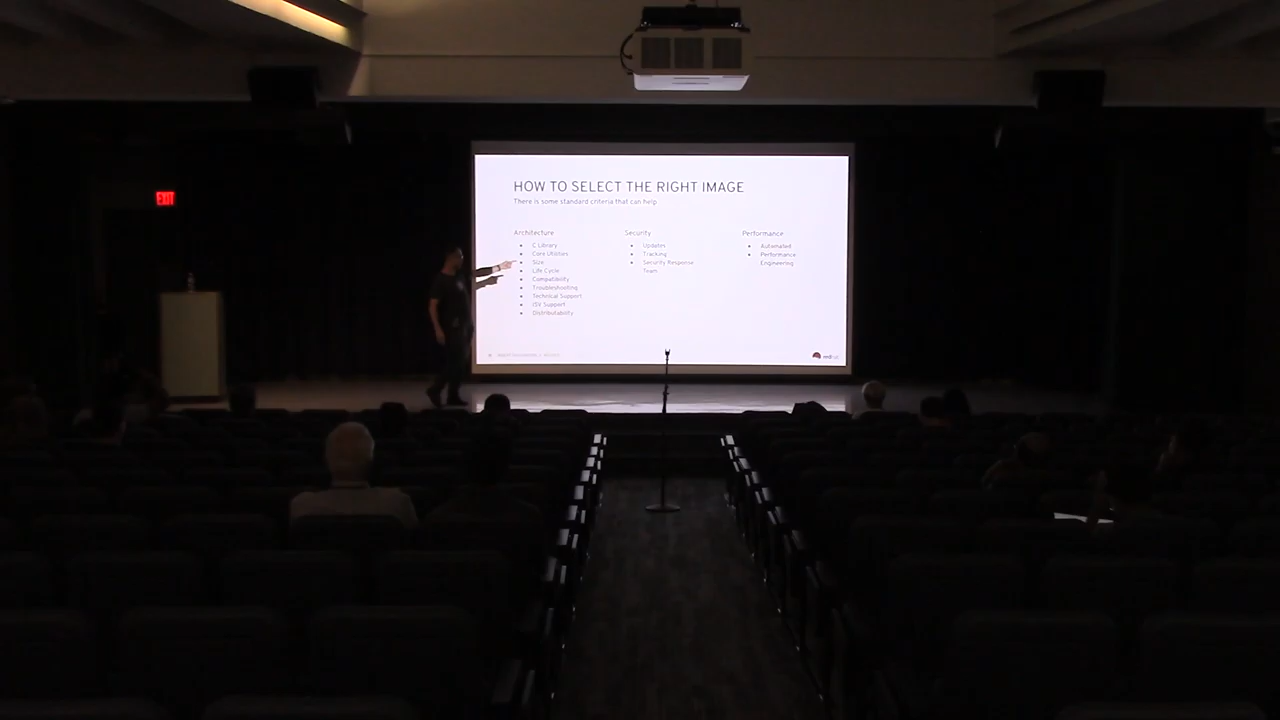 EXIT
HOW TO SELECT THE RIGHT IMAGE
There is some standard criteria that can help
Architecture
C Library
Core Utilities
Size
Life Cycle
Compatibility
Troubleshooting
Technical Support
ISV Support
Distributability
Security
Updates
Tracking
Security Response
Team
Performance
Automated
Performance
Engineering